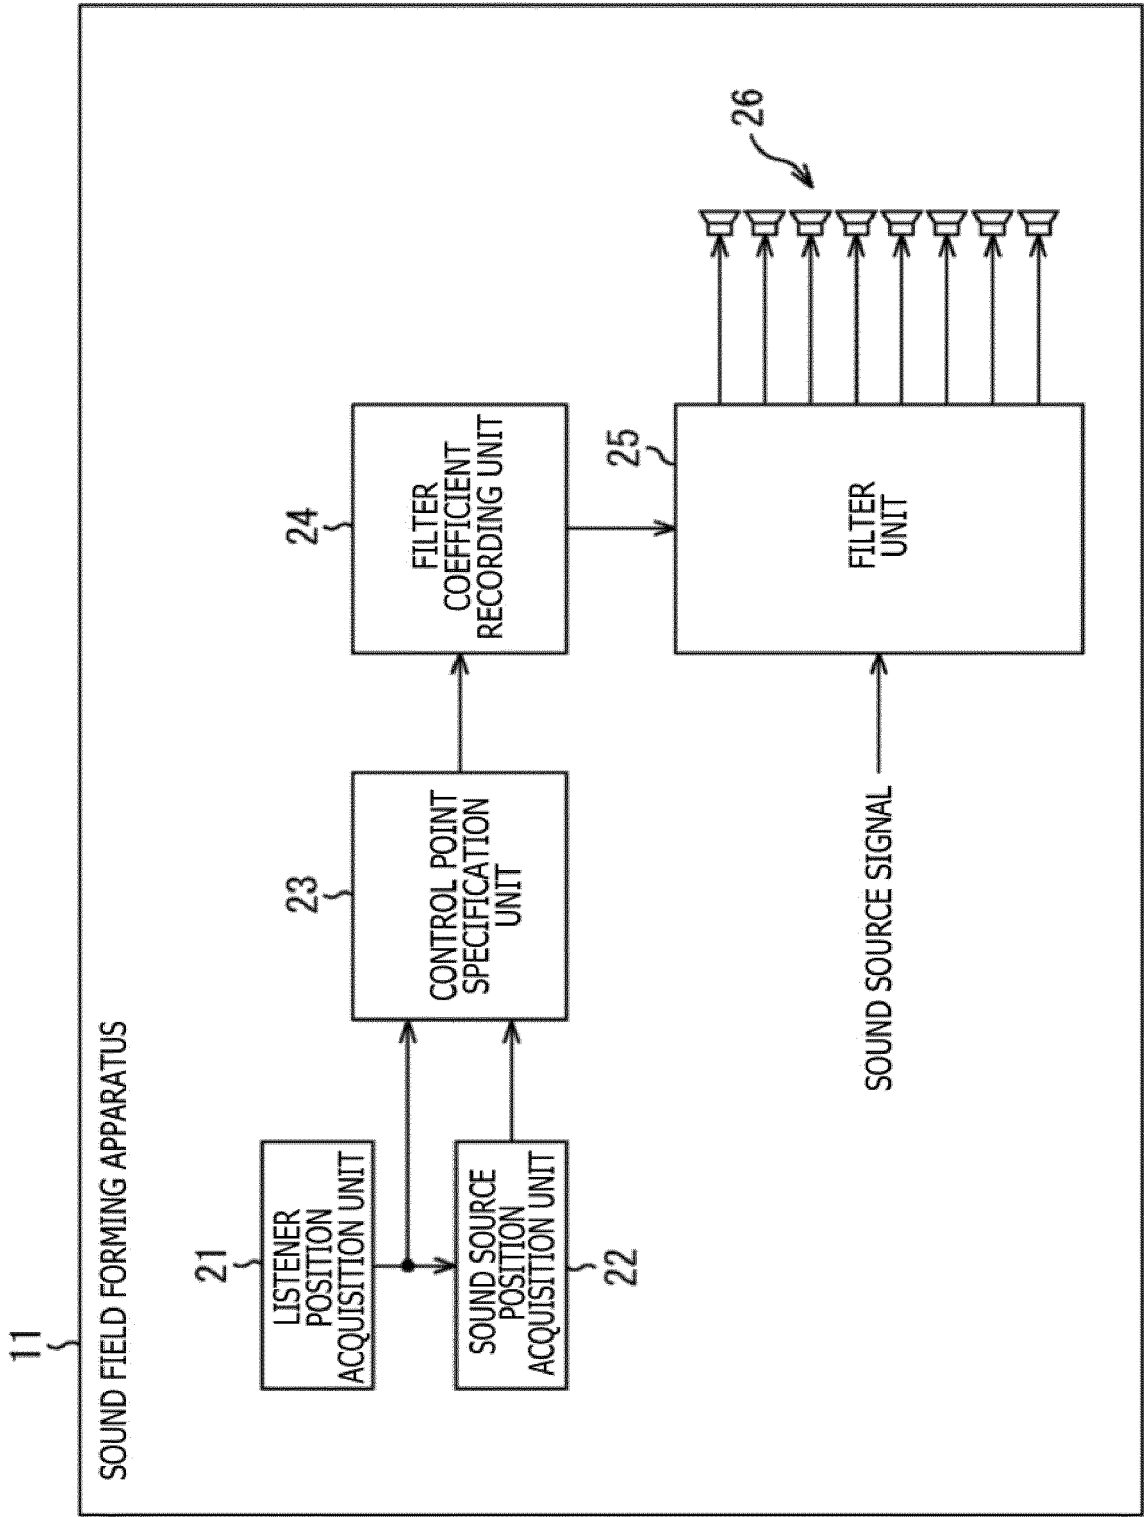 11
SOUND FIELD FORMING APPARATUS
21
LISTENER
POSITION
ACQUISITION UNIT
22
SOUND SOURCE
POSITION
ACQUISITION UNIT
23
CONTROL POINT
SPECIFICATION
UNIT
24
FILTER
COEFFICIENT
RECORDING UNIT
SOUND SOURCE SIGNAL
25
FILTER
UNIT
26